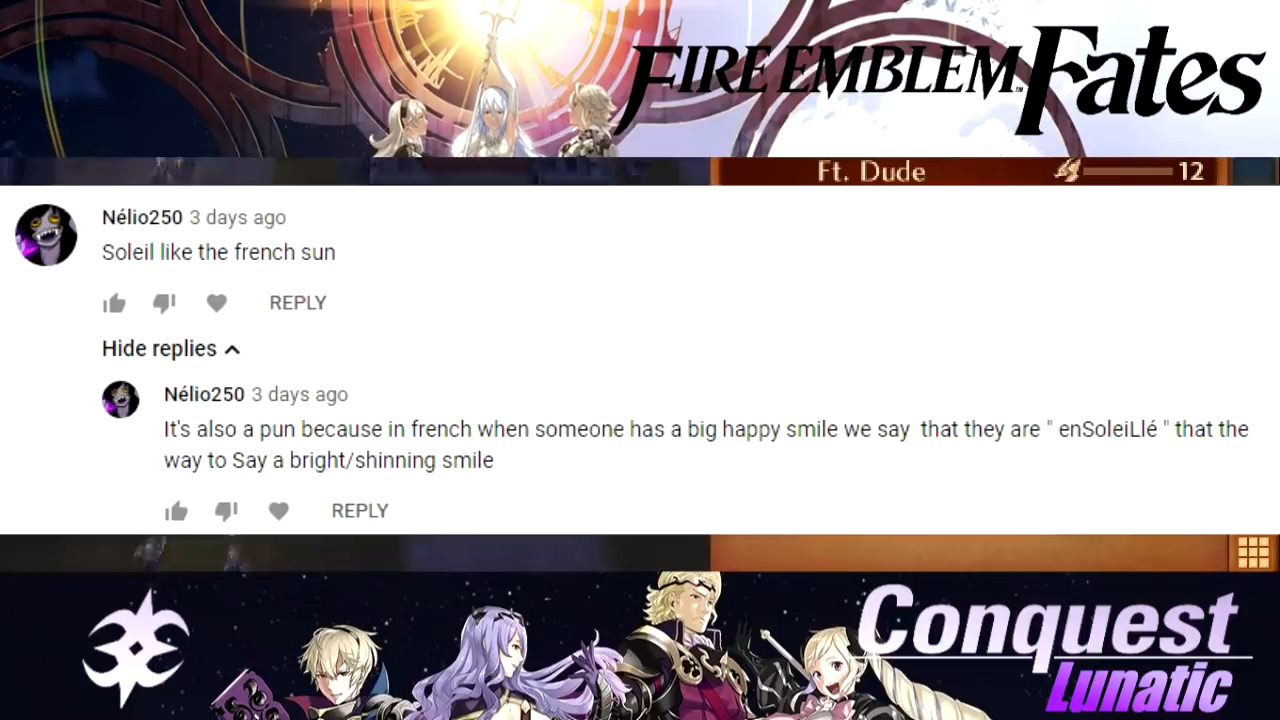 FIRE EMBLEM Fates
Ft. Dude 12
Nélio250 3 days ago
Soleil like the french sun
REPLY
Hide replies
Nélio250 3 days ago
It's also a pun because in french when someone has a big happy smile we say  that they are " enSoleiLlé " that the
way to Say a bright/shinning smile
REPLY
Conquest
Lunatic